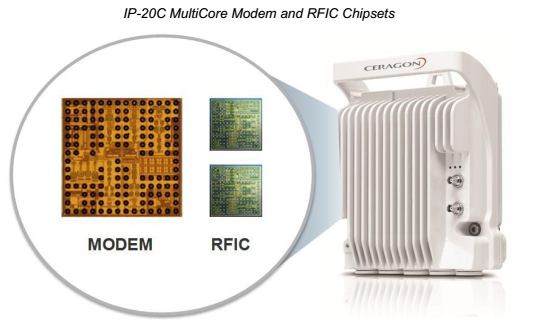 IP-20C MultiCore Modem and RFIC Chipsets
CERAGON
MODEM
RFIC